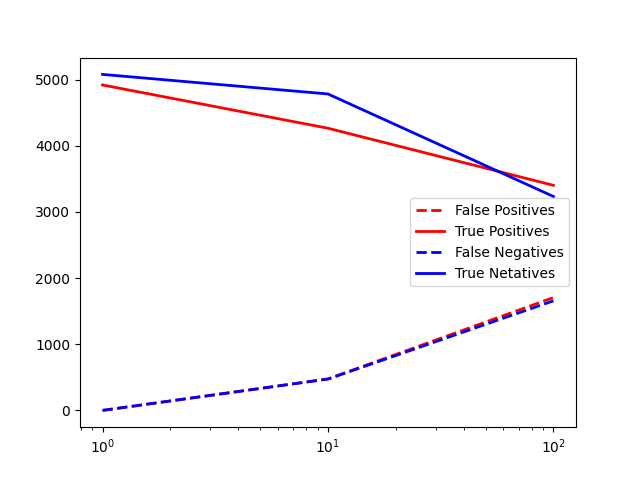 5000
4000
3000
2000
1000
0
False Positives
True Positives
False Negatives
True Netatives
10⁰
10¹
10²